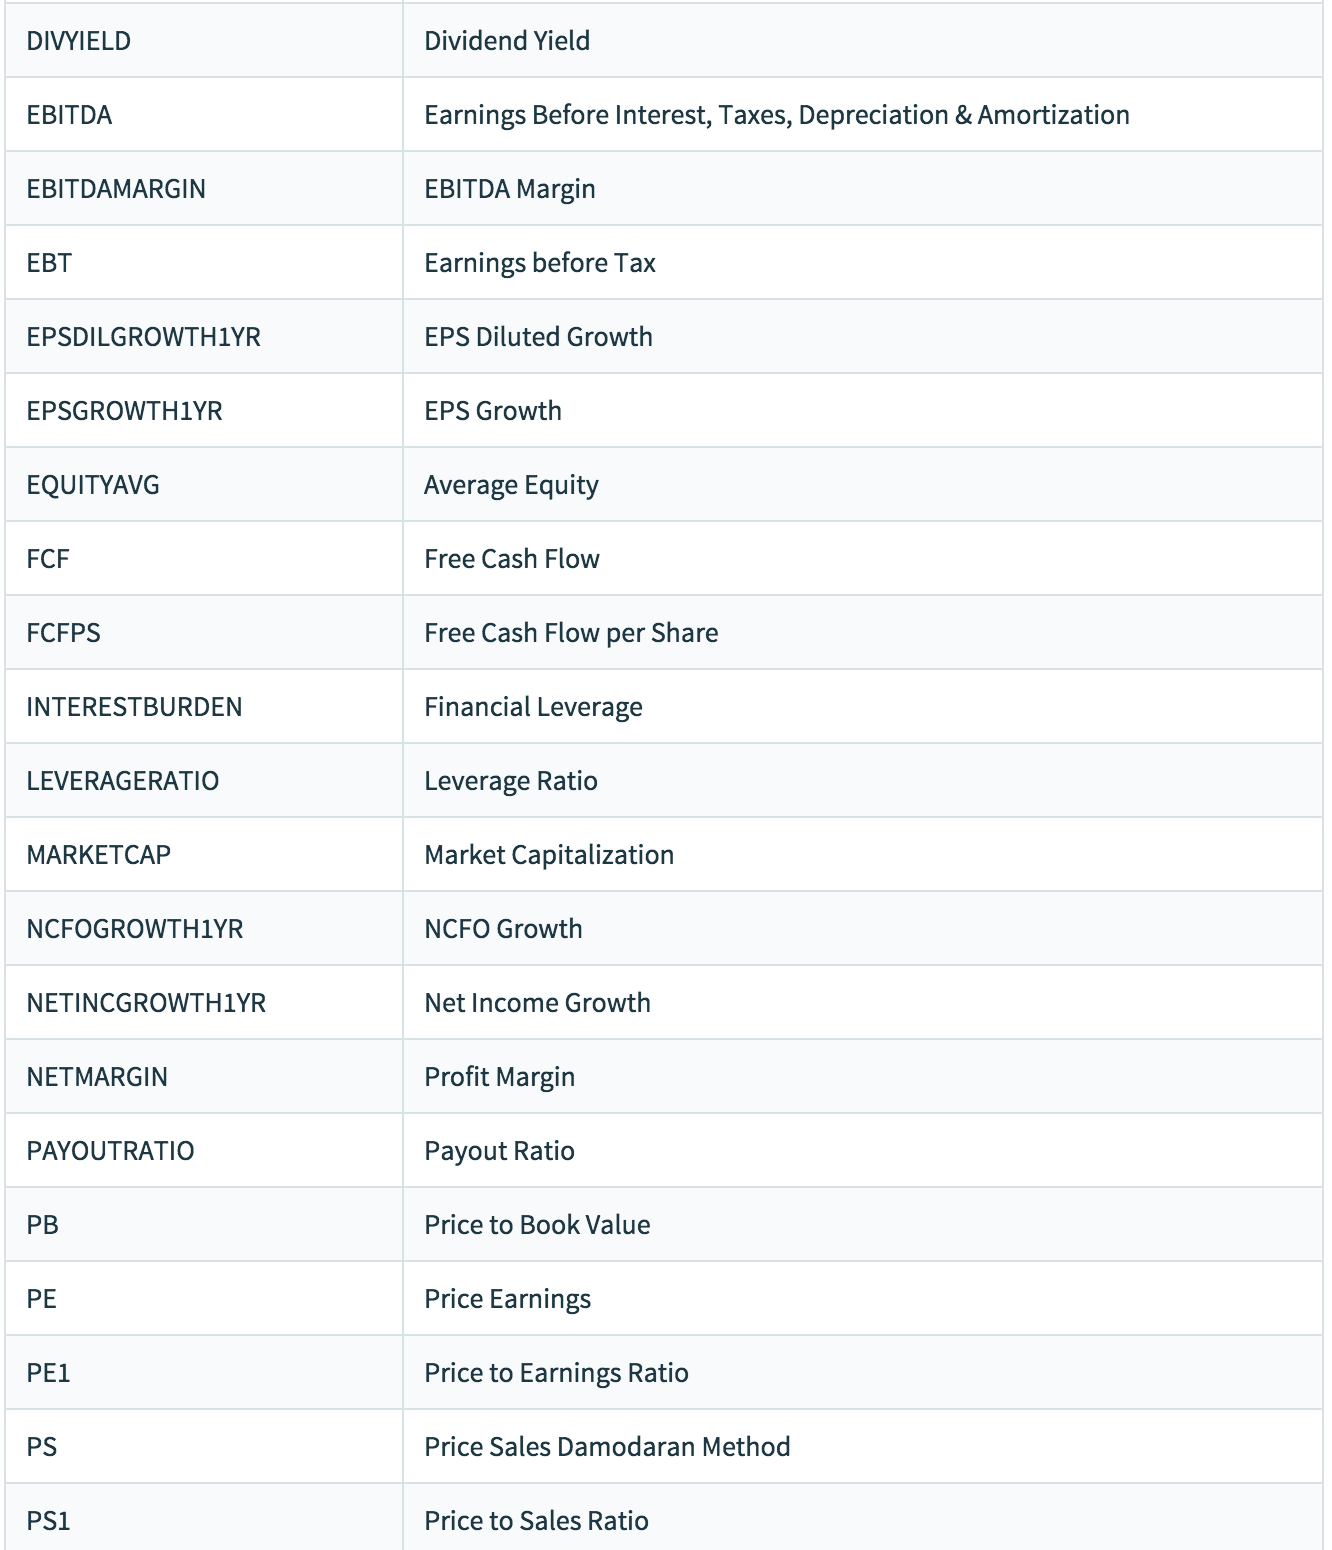 DIVYIELD Dividend Yield
EBITDA Earnings Before Interest, Taxes, Depreciation & Amortization
EBITDAMARGIN EBITDA Margin
EBT Earnings before Tax
EPSDILGROWTH1YR EPS Diluted Growth
EPSGROWTH1YR EPS Growth
EQUITYAVG Average Equity
FCF Free Cash Flow
FCFPS Free Cash Flow per Share
INTERESTBURDEN Financial Leverage
LEVERAGERATIO Leverage Ratio
MARKETCAP Market Capitalization
NCFOGROWTH1YR NCFO Growth
NETINCGROWTH1YR Net Income Growth
NETMARGIN Profit Margin
PAYOUTRATIO Payout Ratio
PB Price to Book Value
PE Price Earnings
PE1 Price to Earnings Ratio
PS Price Sales Damodaran Method
PS1 Price to Sales Ratio